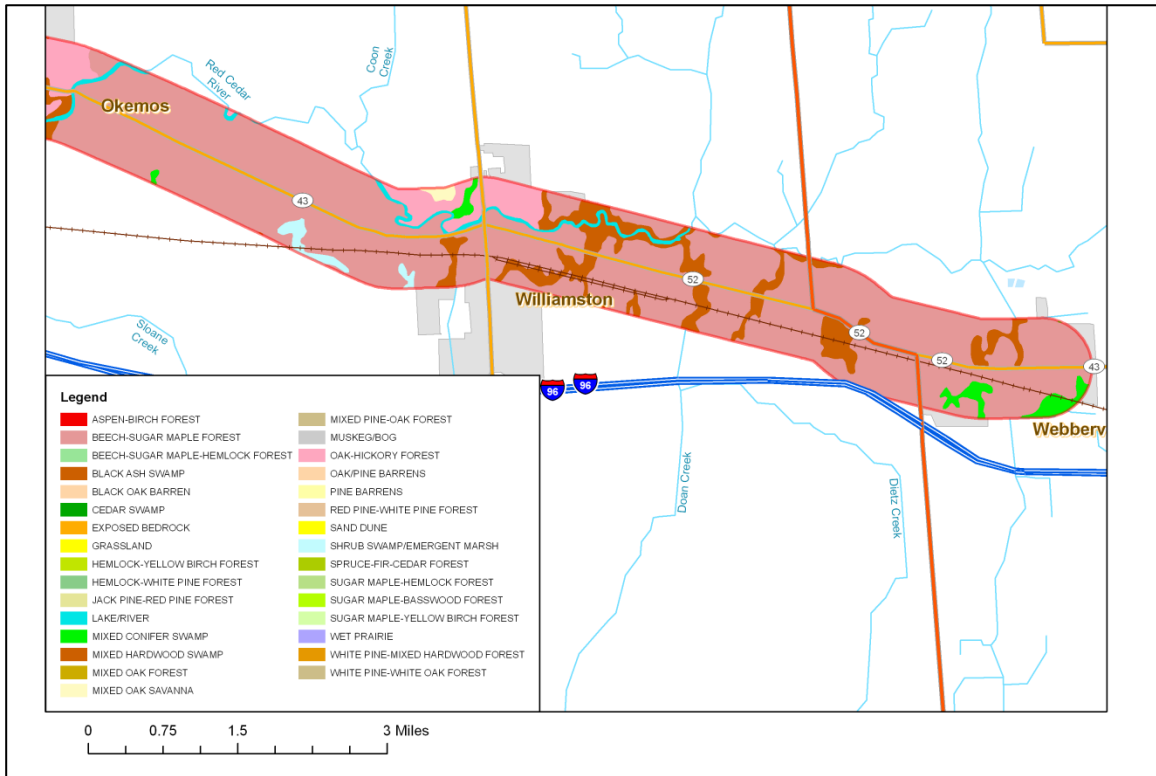 Red Cedar
River
Coon
Creek
Okemos
43
Williamston
52
52
52
43
Sloane
Creek
96
96
Webberv
Doan Creek
Dietz Creek
Legend
ASPEN-BIRCH FOREST
BEECH-SUGAR MAPLE FOREST
BEECH-SUGAR MAPLE-HEMLOCK FOREST
BLACK ASH SWAMP
BLACK OAK BARREN
CEDAR SWAMP
EXPOSED BEDROCK
GRASSLAND
HEMLOCK-YELLOW BIRCH FOREST
HEMLOCK-WHITE PINE FOREST
JACK PINE-RED PINE FOREST
LAKE/RIVER
MIXED CONIFER SWAMP
MIXED HARDWOOD SWAMP
MIXED OAK FOREST
MIXED OAK SAVANNA
MIXED PINE-OAK FOREST
MUSKEG/BOG
OAK-HICKORY FOREST
OAK/PINE BARRENS
PINE BARRENS
RED PINE-WHITE PINE FOREST
SAND DUNE
SHRUB SWAMP/EMERGENT MARSH
SPRUCE-FIR-CEDAR FOREST
SUGAR MAPLE-HEMLOCK FOREST
SUGAR MAPLE-BASSWOOD FOREST
SUGAR MAPLE-YELLOW BIRCH FOREST
WET PRAIRIE
WHITE PINE-MIXED HARDWOOD FOREST
WHITE PINE-WHITE OAK FOREST
0 0.75 1.5 3 Miles